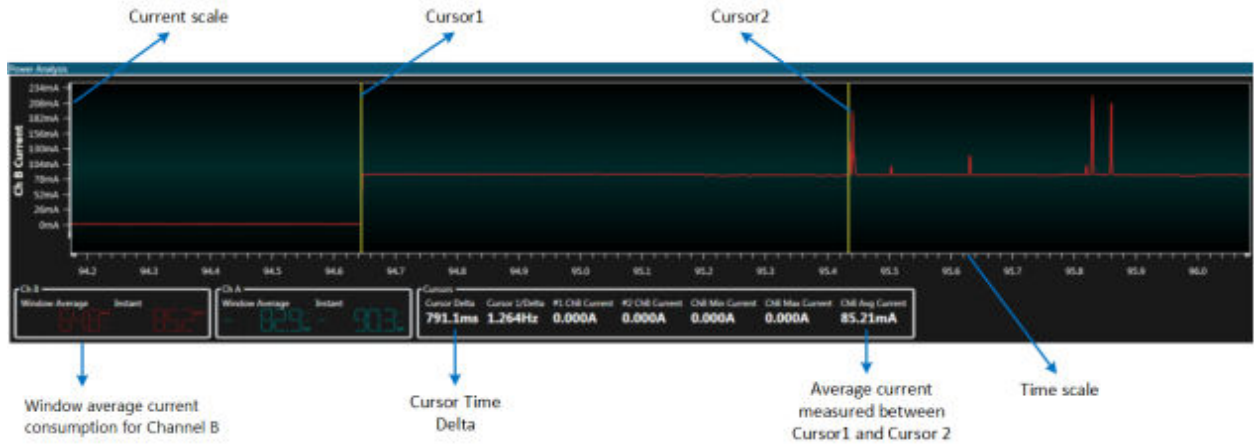 Current scale
Cursor1
Cursor2
Power Analysis
Ch B Current
234mA
208mA
182mA
156mA
130mA
104mA
78mA
52mA
26mA
0mA
94.2 94.3 94.4 94.5 94.6 94.7 94.8 94.9 95.0 95.1 95.2 95.3 95.4 95.5 95.6 95.7 95.8 95.9 96.0
Ch B
Window Average Instant
Ch A
Window Average Instant
Cursors
Cursor Delta Cursor 1/Delta #1 ChB Current #2 ChB Current ChB Min Current ChB Max Current ChB Avg Current
791.1ms 1.264Hz 0.000A 0.000A 0.000A 0.000A 85.21mA
Window average current
consumption for Channel B
Cursor Time
Delta
Average current
measured between
Cursor1 and Cursor 2
Time scale